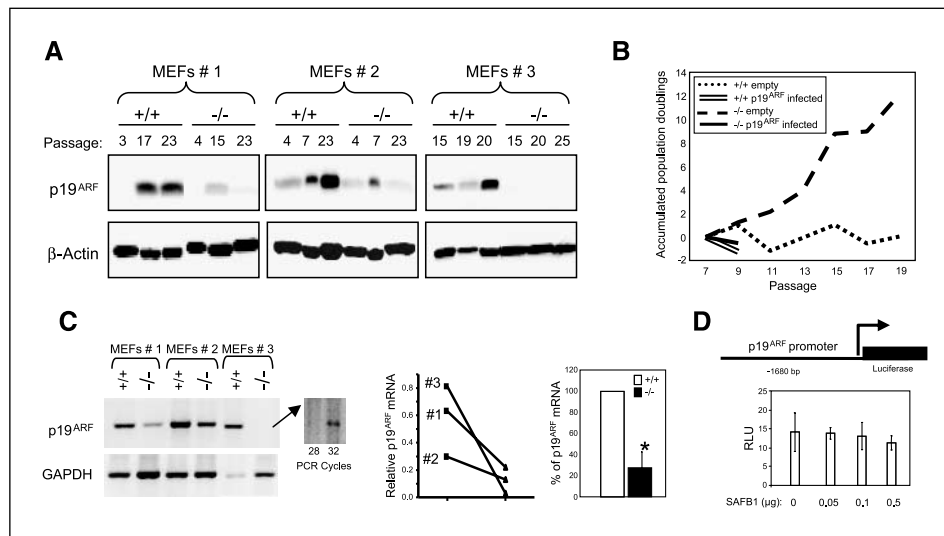 A
MEFs # 1
MEFs # 2
MEFs # 3
+/+ -/- +/+ -/- +/+ -/-
Passage: 3 17 23 4 15 23 4 7 23 4 7 23 15 19 20 15 20 25
p19ARF
β-Actin
B
Accumulated population doublings
14
12
10
8
6
4
2
0
-2
+/+ empty
+/+ p19ARF infected
-/- empty
-/- p19ARF infected
7 9 11 13 15 17 19
Passage
C
MEFs # 1 MEFs # 2 MEFs # 3
+/+ -/- +/+ -/- +/+ -/-
p19ARF
GAPDH
28 32
PCR Cycles
Relative p19ARF mRNA
0.8
0.6
0.4
0.2
0.0
#3
#1
#2
% of p19ARF mRNA
120
100
80
60
40
20
0
+/+
-/-
*
D
p19ARF promoter
~1680 bp
Luciferase
RLU
25
20
15
10
5
0
SAFB1 (μg): 0 0.05 0.1 0.5